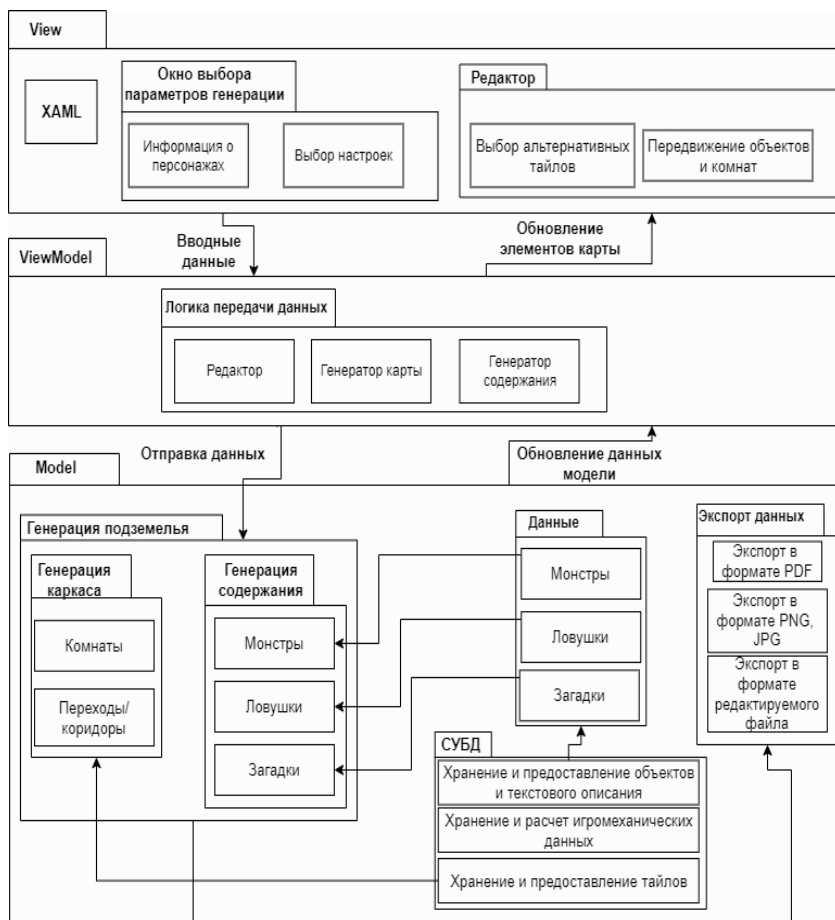 View
XAML
Окно выбора
параметров генерации
Информация о
персонажах
Выбор настроек
Редактор
Выбор альтернативных
тайлов
Передвижение объектов
и комнат
Вводные
данные
Обновление
элементов карты
ViewModel
Логика передачи данных
Редактор
Генератор карты
Генератор
содержания
Отправка данных
Обновление данных
модели
Model
Генерация подземелья
Генерация
каркаса
Комнаты
Переходы/
коридоры
Генерация
содержания
Монстры
Ловушки
Загадки
Данные
Монстры
Ловушки
Загадки
СУБД
Хранение и предоставление объектов
и текстового описания
Хранение и расчет игромеханических
данных
Хранение и предоставление тайлов
Экспорт данных
Экспорт в
формате PDF
Экспорт в
формате PNG,
JPG
Экспорт в
формате
редактируемого
файла